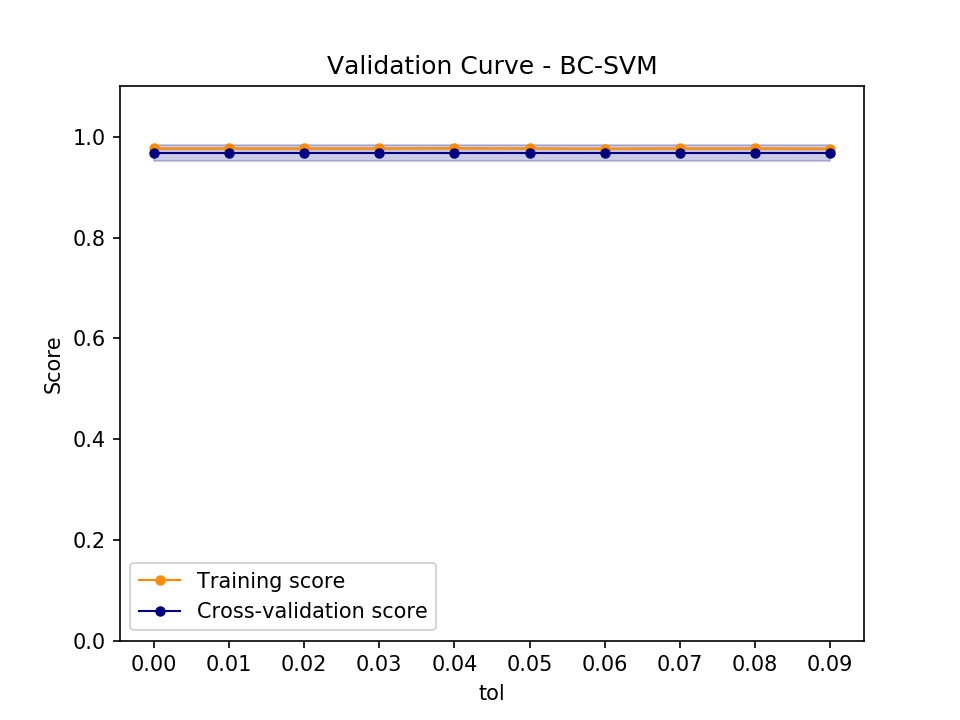 Validation Curve - BC-SVM
Score
1.0
0.8
0.6
0.4
0.2
0.0
Training score
Cross-validation score
0.00 0.01 0.02 0.03 0.04 0.05 0.06 0.07 0.08 0.09
tol